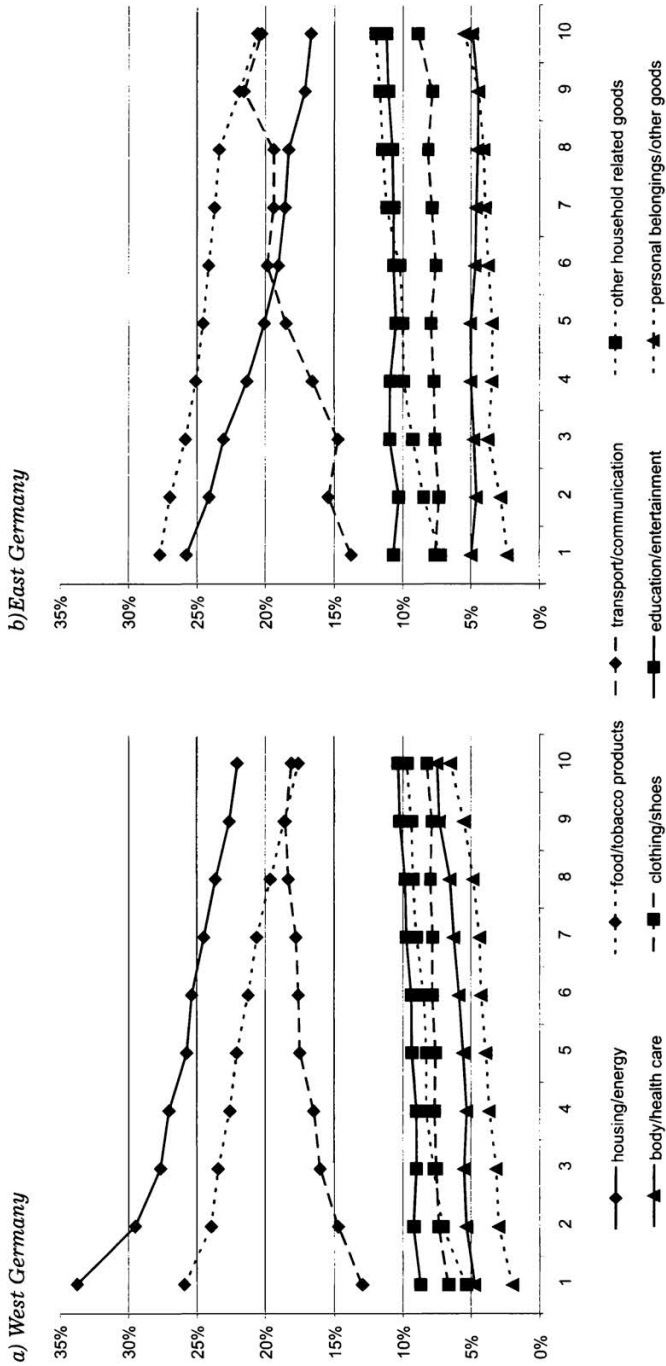 a) West Germany
35%
30%
25%
20%
15%
10%
5%
0%
1 2 3 4 5 6 7 8 9 10
b)East Germany
35%
30%
25%
20%
15%
10%
5%
0%
1 2 3 4 5 6 7 8 9 10
housing/energy food/tobacco products transport/communication other household related goods
body/health care clothing/shoes education/entertainment personal belongings/other goods